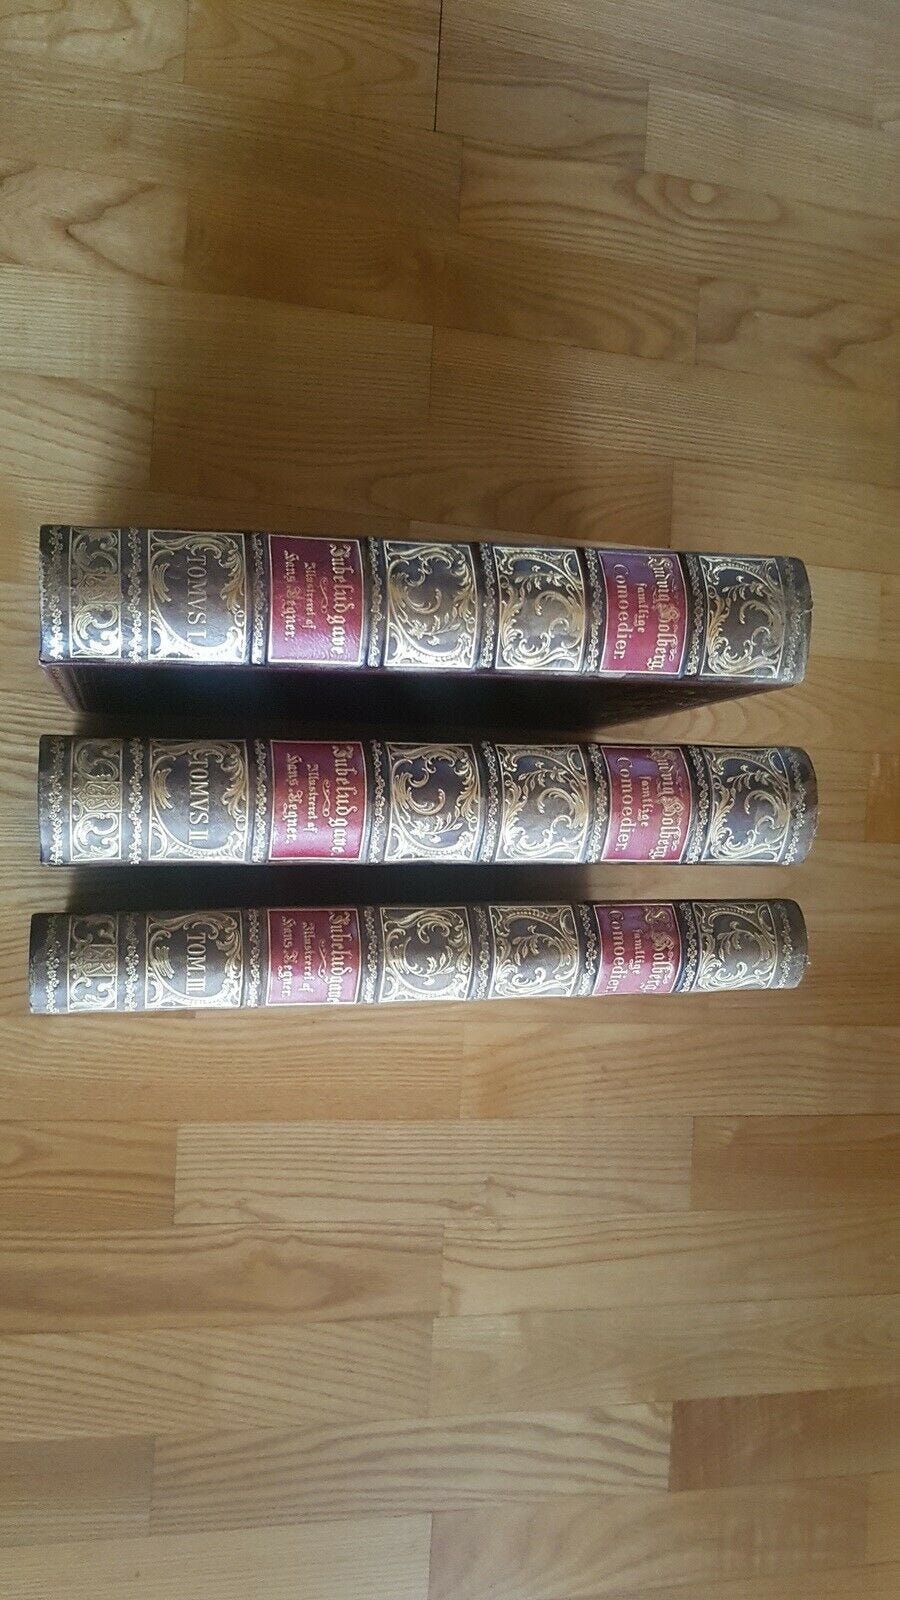 Ludvig Holberg
samtlige
Comoedier.
Jubeludgave.
Illustreret af
Hans Tegner.
TOMVS I.
Ludvig Holberg
samtlige
Comoedier.
Jubeludgave.
Illustreret af
Hans Tegner.
TOMVS II.
L. Holberg
samtlige
Comoedier
Jubeludgave
Illustreret af
Hans Tegner.
TOM. III